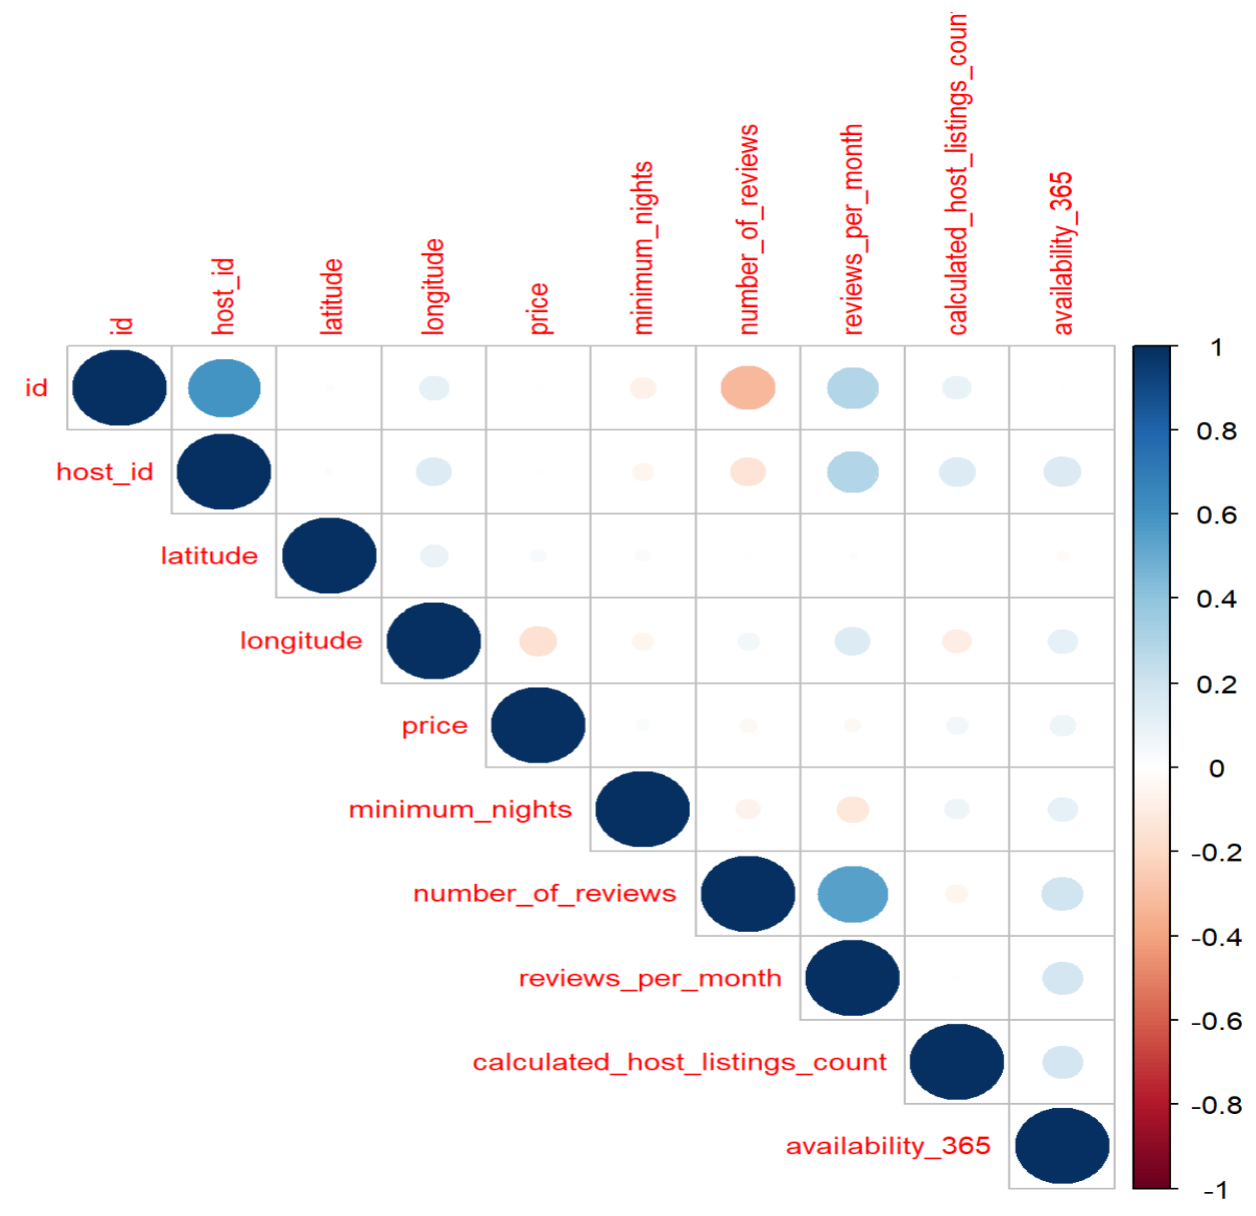 id
host_id
latitude
longitude
price
minimum_nights
number_of_reviews
reviews_per_month
calculated_host_listings_coun
availability_365
id
host_id
latitude
longitude
price
minimum_nights
number_of_reviews
reviews_per_month
calculated_host_listings_count
availability_365
1
0.8
0.6
0.4
0.2
0
-0.2
-0.4
-0.6
-0.8
-1